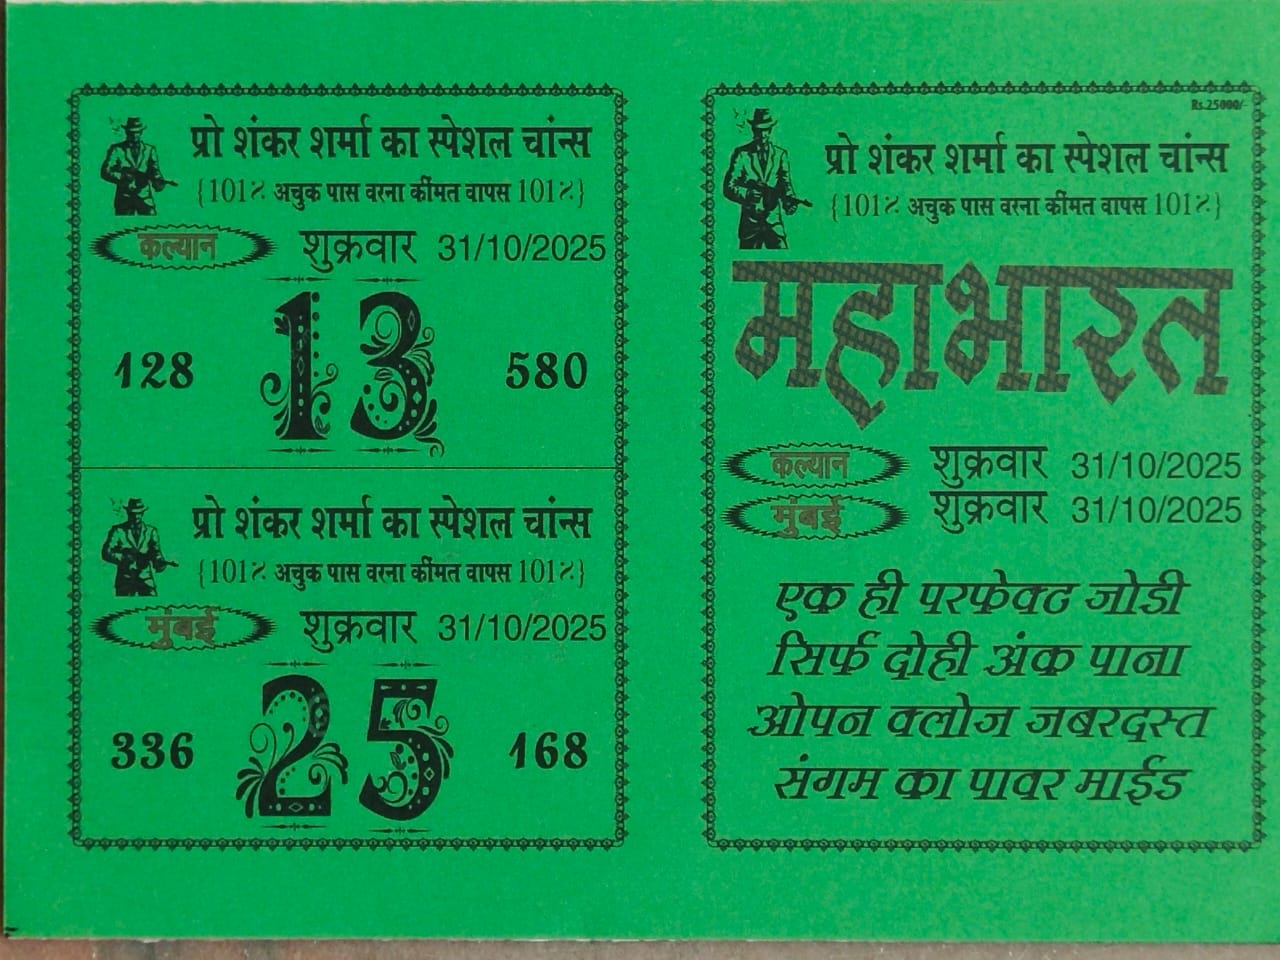 प्रो शंकर शर्मा का स्पेशल चांन्स
{101٪ अचुक पास वरना कींमत वापस 101٪}
कल्यान शुक्रवार 31/10/2025
128 13 580
प्रो शंकर शर्मा का स्पेशल चांन्स
{101٪ अचुक पास वरना कींमत वापस 101٪}
मुंबई शुक्रवार 31/10/2025
336 25 168
Rs.25000/-
प्रो शंकर शर्मा का स्पेशल चांन्स
{101٪ अचुक पास वरना कींमत वापस 101٪}
महाभारत
कल्यान शुक्रवार 31/10/2025
मुंबई शुक्रवार 31/10/2025
एक ही परफेक्ट जोडी
सिर्फ दोही अंक पाना
ओपन क्लोज जबरदस्त
संगम का पावर माईड